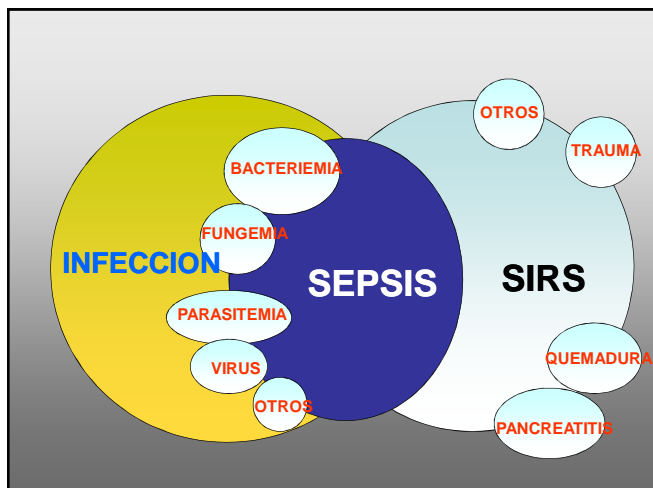 OTROS
TRAUMA
BACTERIEMIA
FUNGEMIA
INFECCION
SEPSIS
SIRS
PARASITEMIA
VIRUS
QUEMADURA
OTROS
PANCREATITIS